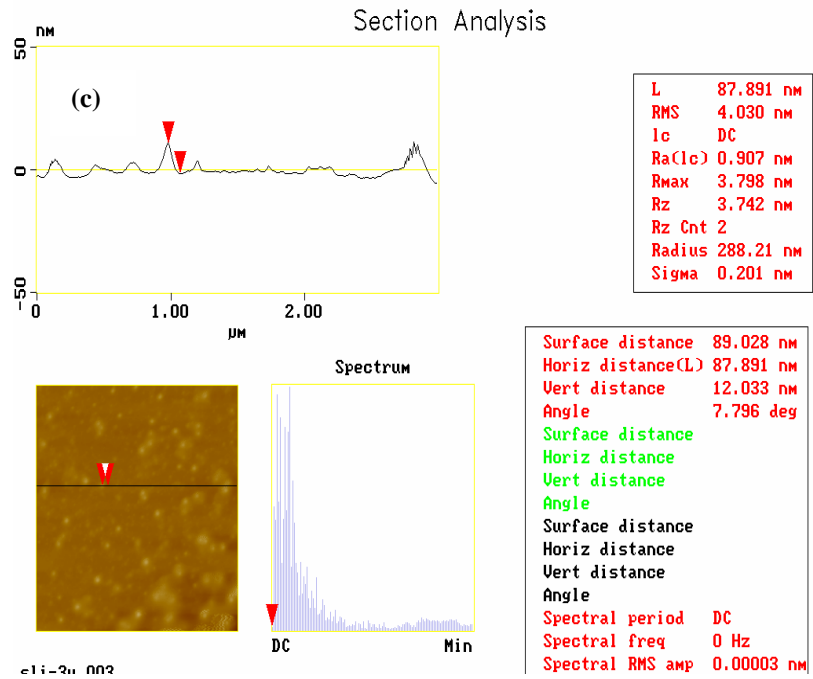 Section Analysis
nm
50
(c)
0
-50
0 1.00 2.00
µm
L 87.891 nm
RMS 4.030 nm
lc DC
Ra(lc) 0.907 nm
Rmax 3.798 nm
Rz 3.742 nm
Rz Cnt 2
Radius 288.21 nm
Sigma 0.201 nm
Spectrum
DC Min
Surface distance 89.028 nm
Horiz distance(L) 87.891 nm
Vert distance 12.033 nm
Angle 7.796 deg
Surface distance
Horiz distance
Vert distance
Angle
Surface distance
Horiz distance
Vert distance
Angle
Spectral period DC
Spectral freq 0 Hz
Spectral RMS amp 0.00003 nm